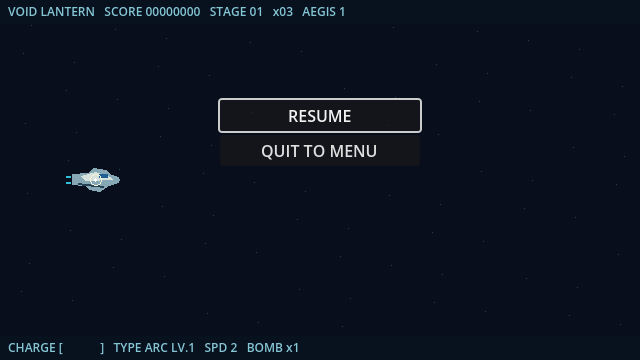 VOID LANTERN SCORE 00000000 STAGE 01 x03 AEGIS 1
RESUME
QUIT TO MENU
CHARGE [ ] TYPE ARC LV.1 SPD 2 BOMB x1